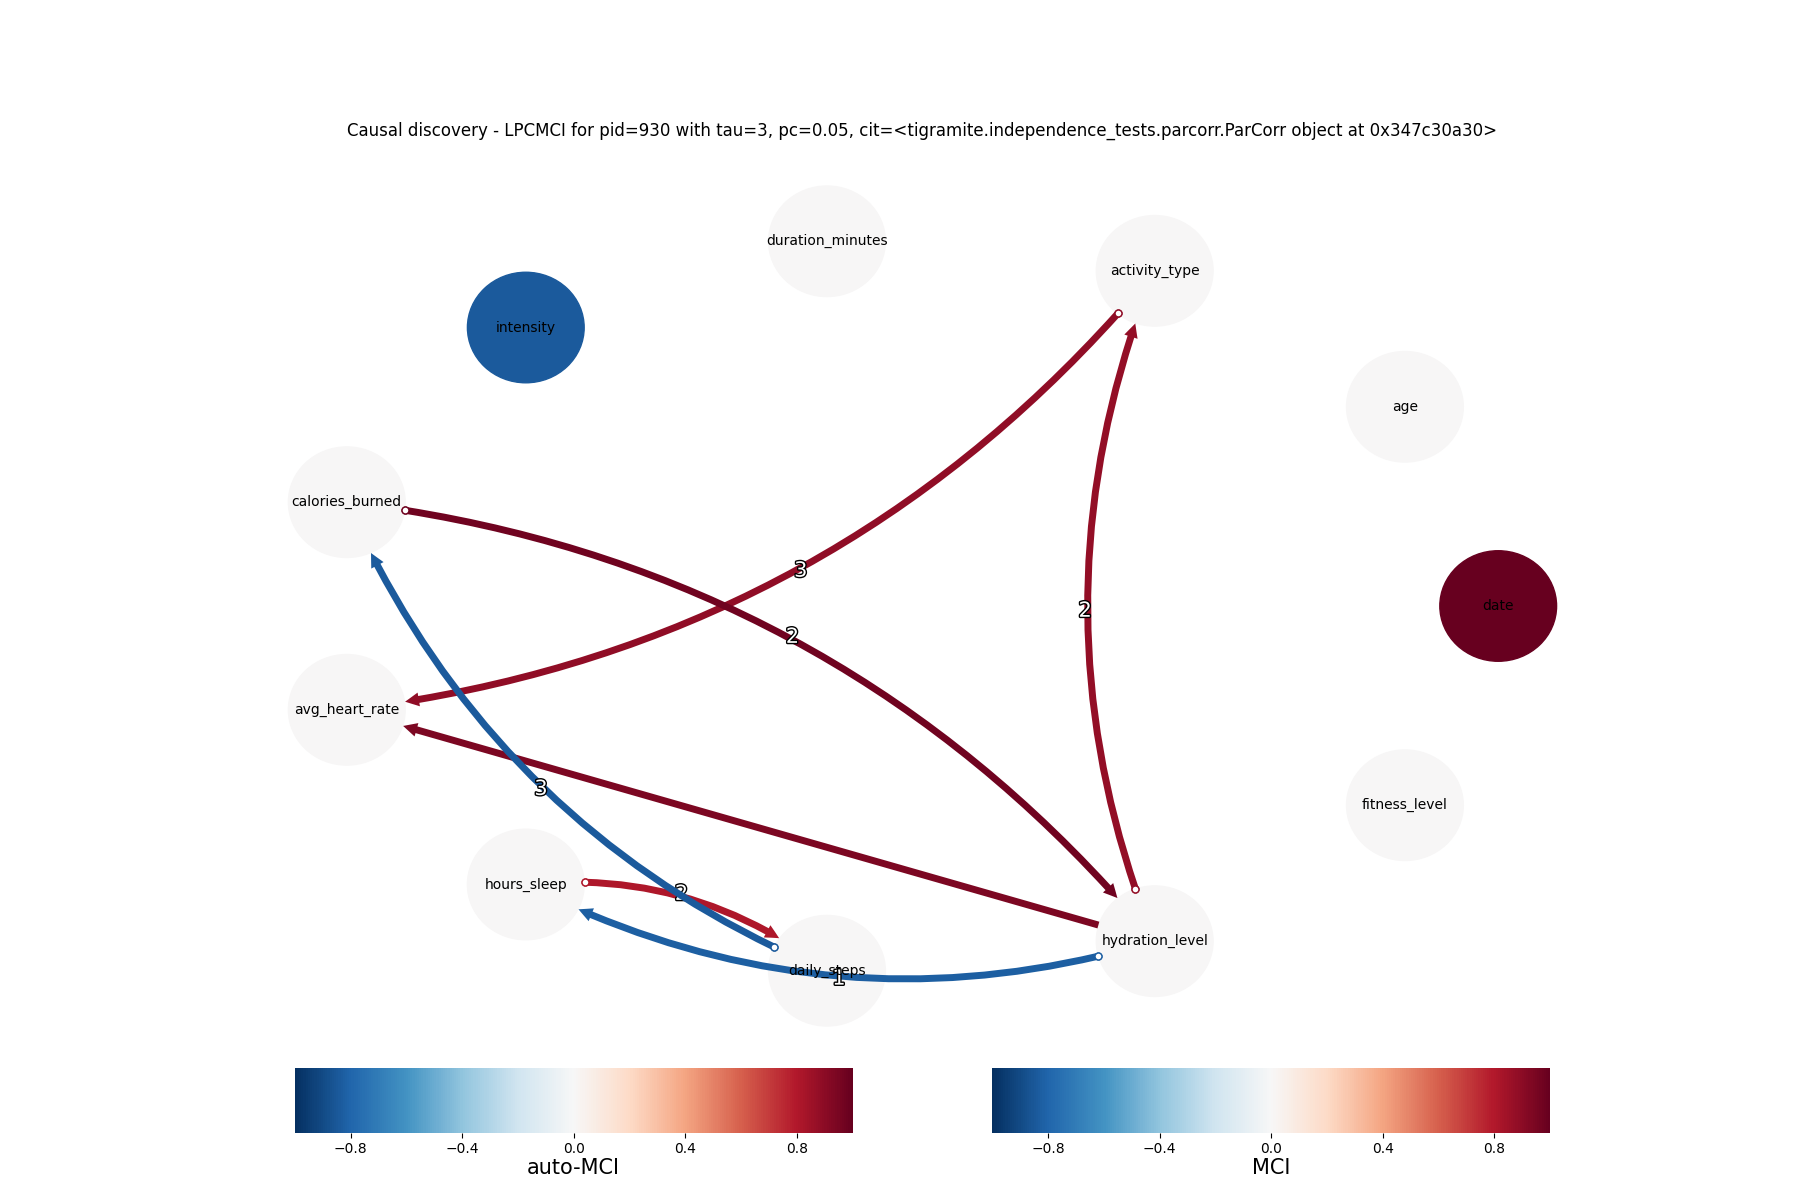 Causal discovery - LPCMCI for pid=930 with tau=3, pc=0.05, cit=<tigramite.independence_tests.parcorr.ParCorr object at 0x347c30a30>
duration_minutes
activity_type
intensity
age
calories_burned
3
date
2
2
avg_heart_rate
3
fitness_level
hours_sleep
2
hydration_level
daily_steps
1
−0.8 −0.4 0.0 0.4 0.8
auto-MCI
−0.8 −0.4 0.0 0.4 0.8
MCI